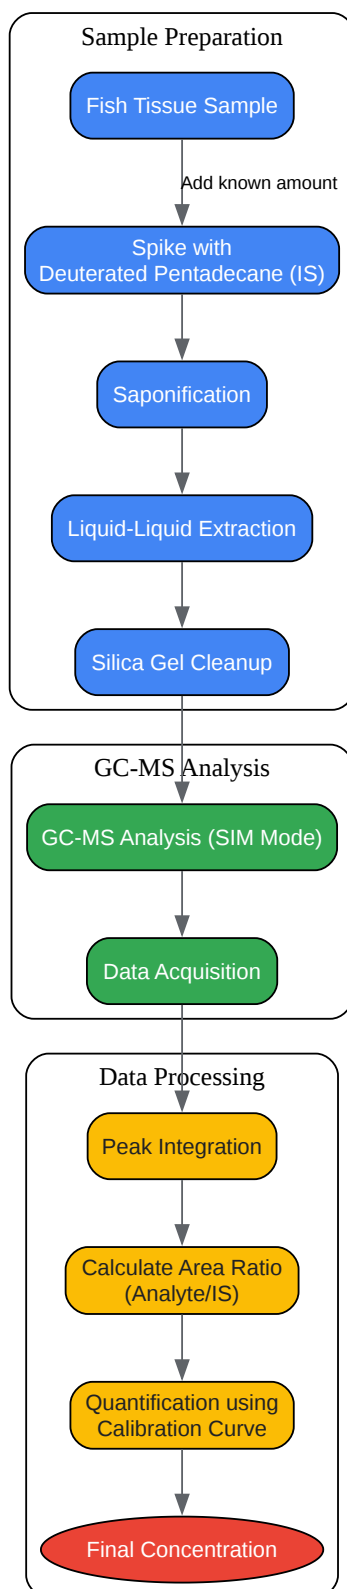 Sample Preparation
Fish Tissue Sample
Add known amount
Spike with
Deuterated Pentadecane (IS)
Saponification
Liquid-Liquid Extraction
Silica Gel Cleanup
GC-MS Analysis
GC-MS Analysis (SIM Mode)
Data Acquisition
Data Processing
Peak Integration
Calculate Area Ratio
(Analyte/IS)
Quantification using
Calibration Curve
Final Concentration